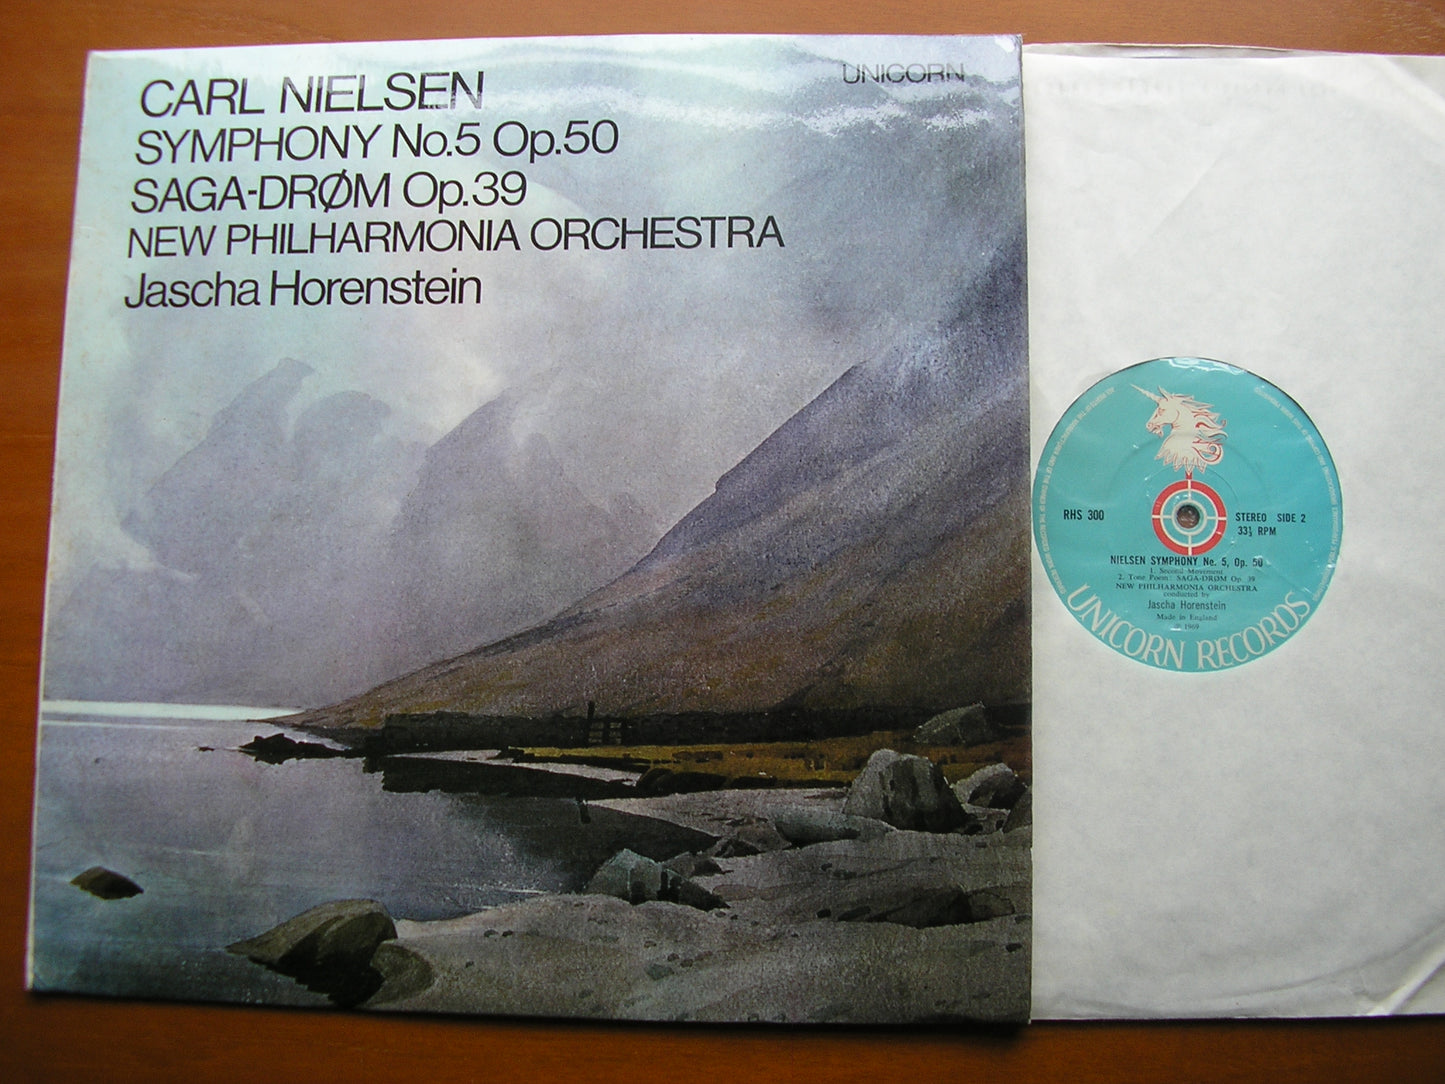 CARL NIELSEN
SYMPHONY No.5 Op.50
SAGA-DRØM Op.39
NEW PHILHARMONIA ORCHESTRA
Jascha Horenstein
UNICORN
RHS 300
STEREO SIDE 2
33⅓ RPM
NIELSEN SYMPHONY No. 5, Op. 50
1. Second Movement
2. Tone Poem: SAGA-DRØM Op. 39
NEW PHILHARMONIA ORCHESTRA
conducted by
Jascha Horenstein
Made in England
℗ 1969
UNICORN RECORDS